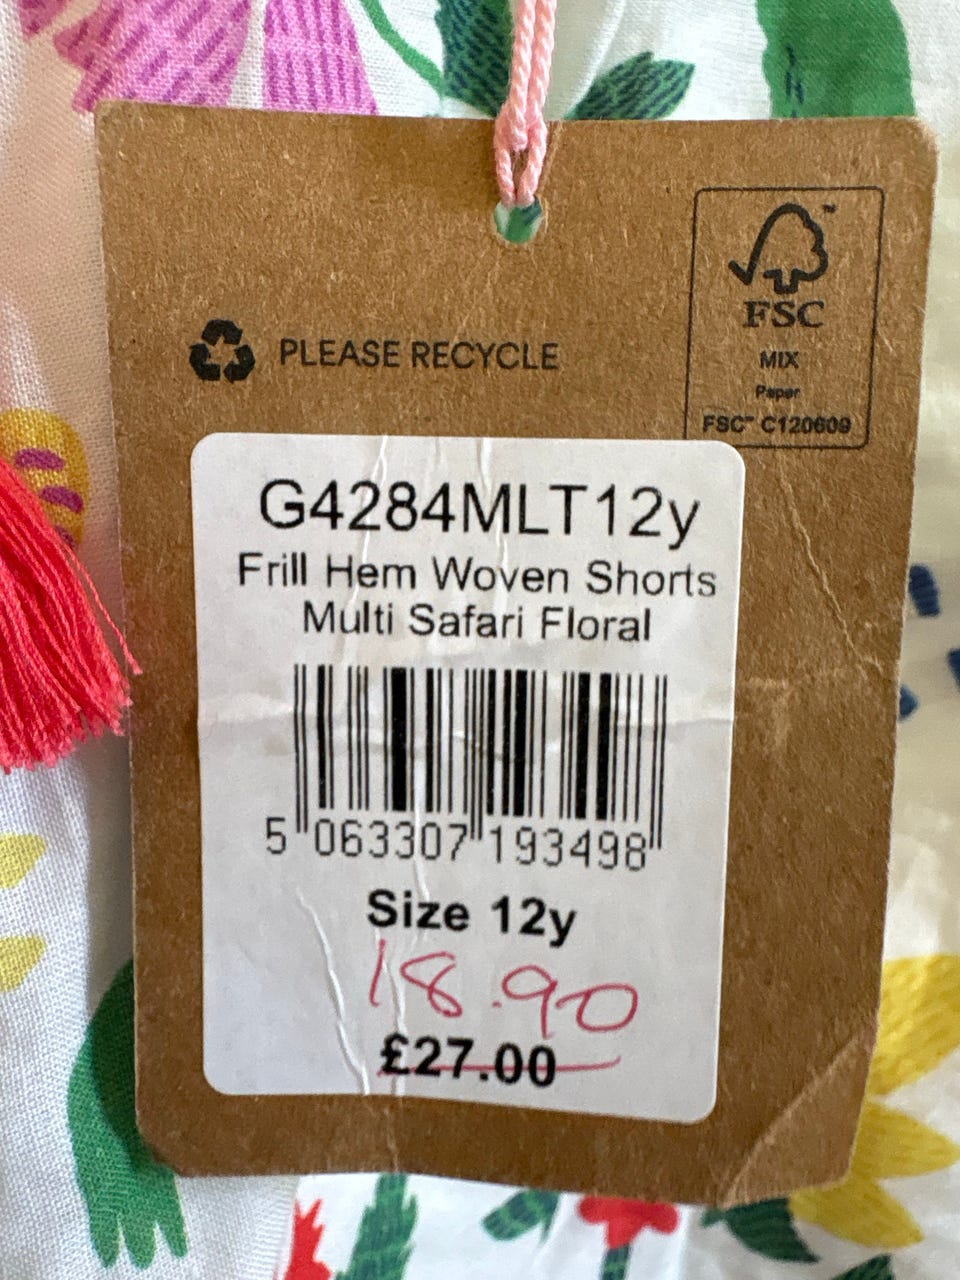 FSC™
MIX
Paper
FSC™ C120609
PLEASE RECYCLE
G4284MLT12y
Frill Hem Woven Shorts
Multi Safari Floral
5 063307 193498
Size 12y
18.90
£27.00